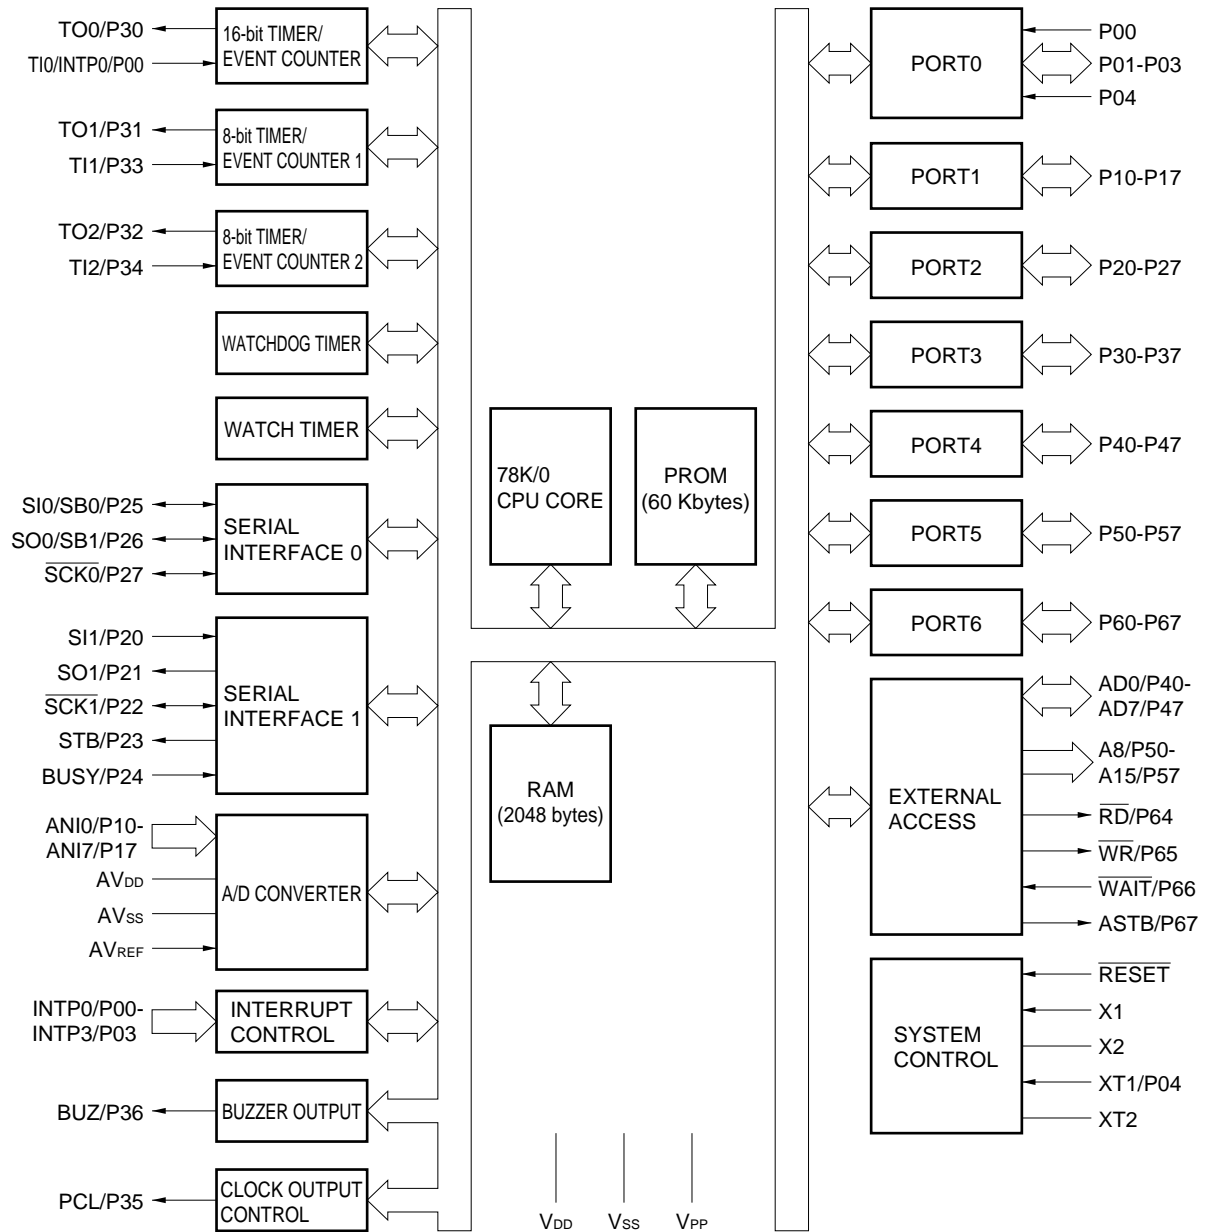 TO0/P30
TI0/INTP0/P00
16-bit TIMER/
EVENT COUNTER
TO1/P31
TI1/P33
8-bit TIMER/
EVENT COUNTER 1
TO2/P32
TI2/P34
8-bit TIMER/
EVENT COUNTER 2
WATCHDOG TIMER
WATCH TIMER
SI0/SB0/P25
SO0/SB1/P26
SCK0/P27
SERIAL
INTERFACE 0
SI1/P20
SO1/P21
SCK1/P22
STB/P23
BUSY/P24
SERIAL
INTERFACE 1
ANI0/P10-
ANI7/P17
AVDD
AVSS
AVREF
A/D CONVERTER
INTP0/P00-
INTP3/P03
INTERRUPT
CONTROL
BUZ/P36
BUZZER OUTPUT
PCL/P35
CLOCK OUTPUT
CONTROL
78K/0
CPU CORE
PROM
(60 Kbytes)
RAM
(2048 bytes)
VDD
VSS
VPP
PORT0
P00
P01-P03
P04
PORT1
P10-P17
PORT2
P20-P27
PORT3
P30-P37
PORT4
P40-P47
PORT5
P50-P57
PORT6
P60-P67
EXTERNAL
ACCESS
AD0/P40-
AD7/P47
A8/P50-
A15/P57
RD/P64
WR/P65
WAIT/P66
ASTB/P67
SYSTEM
CONTROL
RESET
X1
X2
XT1/P04
XT2